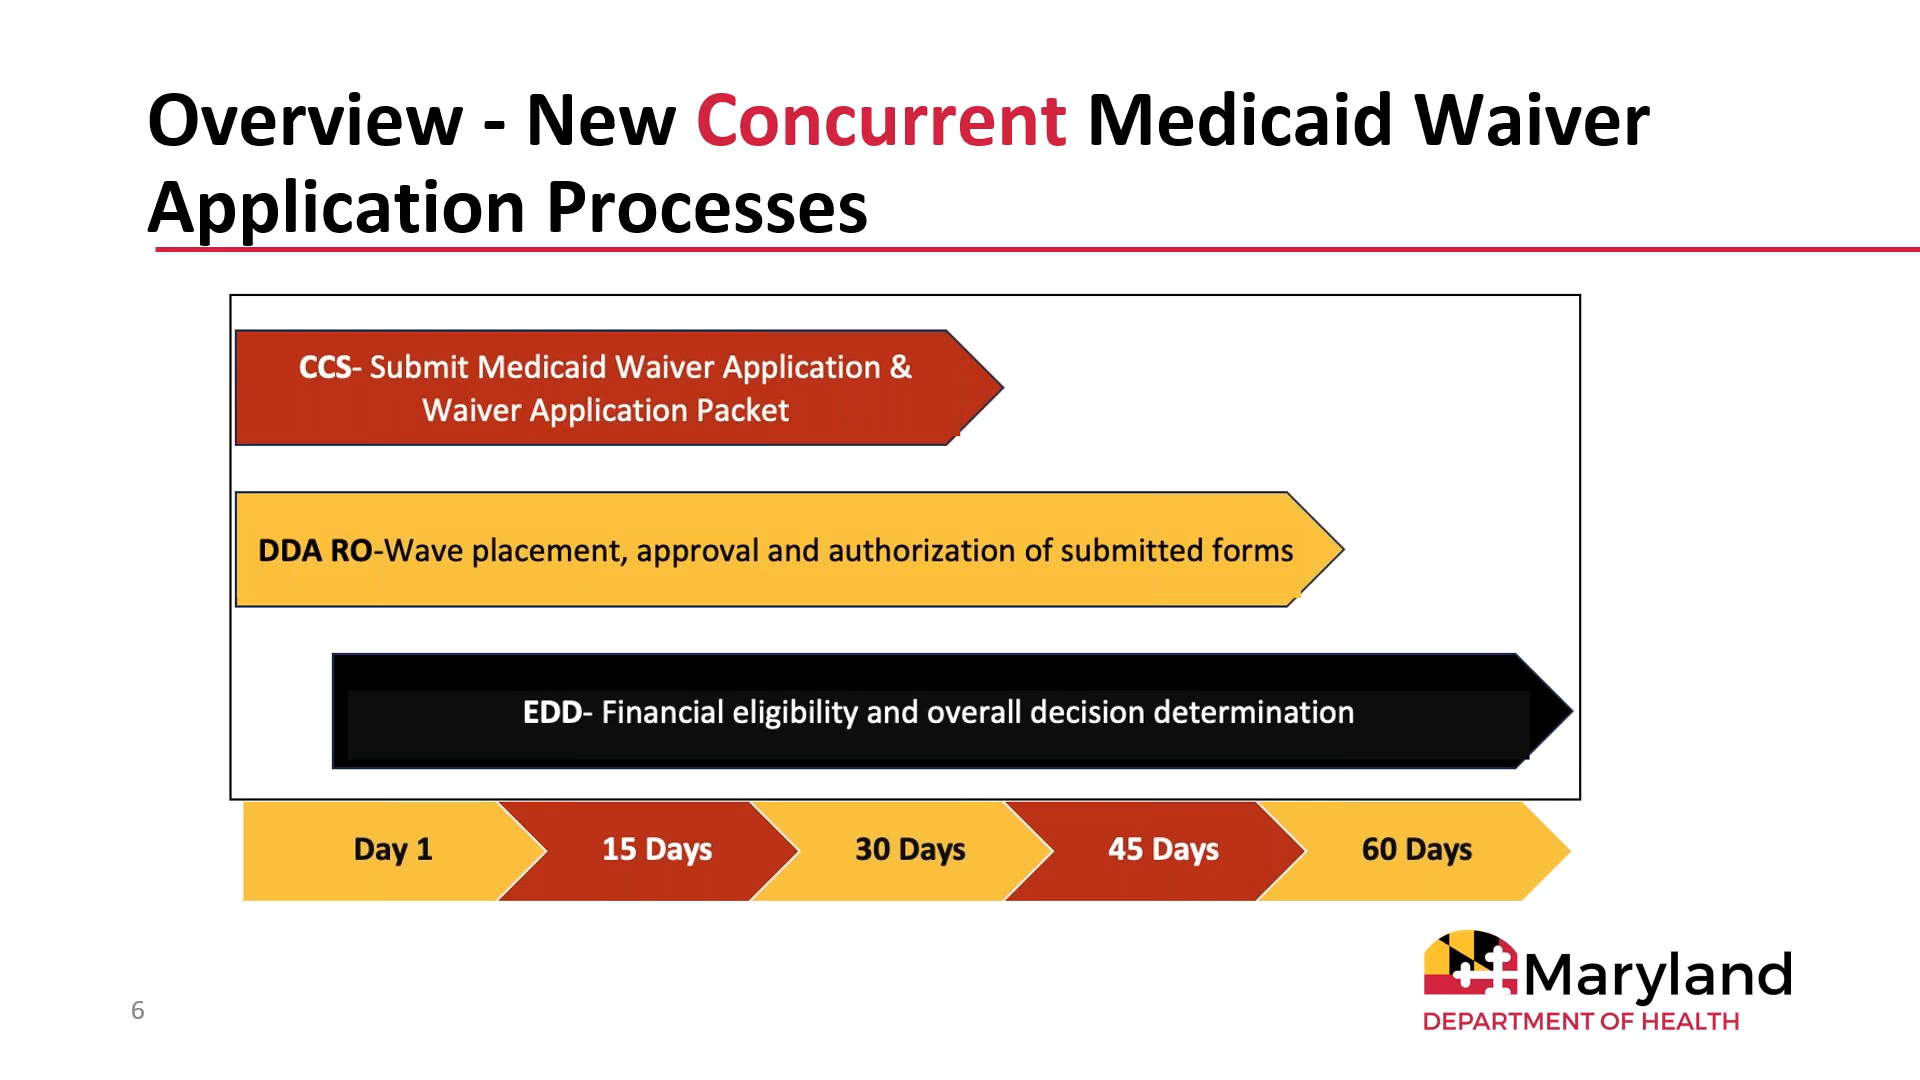 Overview - New Concurrent Medicaid Waiver
Application Processes
CCS- Submit Medicaid Waiver Application &
Waiver Application Packet
DDA RO-Wave placement, approval and authorization of submitted forms
EDD- Financial eligibility and overall decision determination
Day 1
15 Days
30 Days
45 Days
60 Days
Maryland
DEPARTMENT OF HEALTH
6